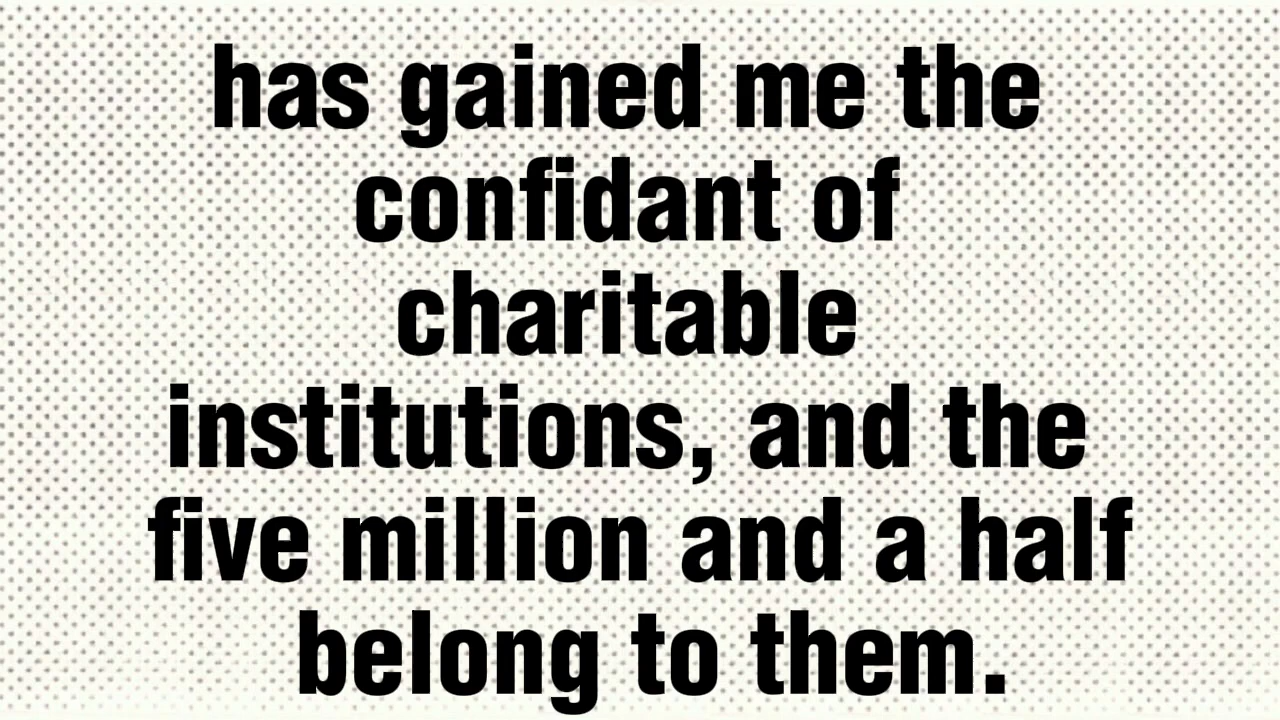 has gained me the
confidant of
charitable
institutions, and the
five million and a half
belong to them.